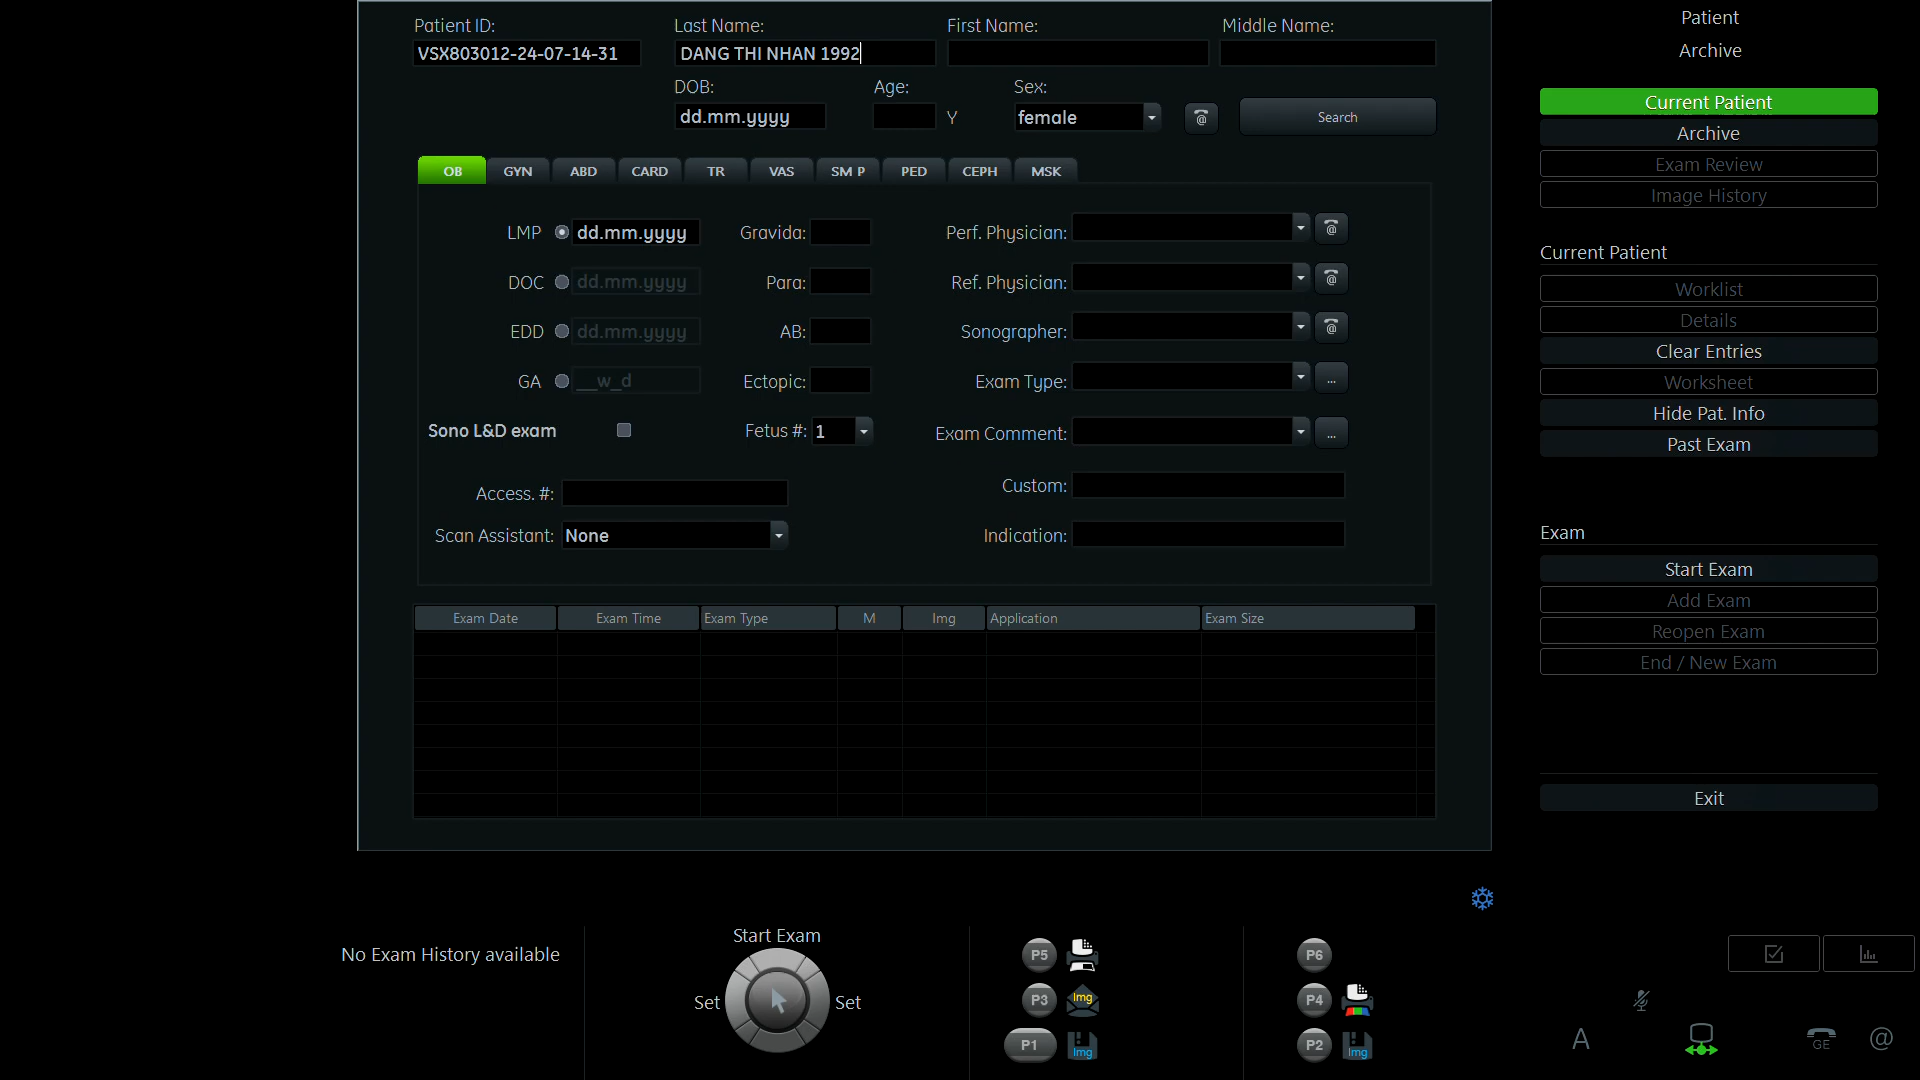 Patient ID: Last Name: First Name: Middle Name:
VSX803012-24-07-14-31 DANG THI NHAN 1992
DOB: Age: Sex:
dd.mm.yyyy Y female @ Search
OB GYN ABD CARD TR VAS SM P PED CEPH MSK
LMP dd.mm.yyyy Gravida: Perf. Physician: @
DOC dd.mm.yyyy Para: Ref. Physician: @
EDD dd.mm.yyyy AB: Sonographer: @
GA __w_d Ectopic: Exam Type: ...
Sono L&D exam Fetus #: 1 Exam Comment: ...
Access. #: Custom:
Scan Assistant: None Indication:
Exam Date Exam Time Exam Type M Img Application Exam Size
Patient
Archive
Current Patient
Archive
Exam Review
Image History
Current Patient
Worklist
Details
Clear Entries
Worksheet
Hide Pat. Info
Past Exam
Exam
Start Exam
Add Exam
Reopen Exam
End / New Exam
Exit
No Exam History available
Start Exam
Set Set
P5
P3 Img
P1 Img
P6
P4
P2 Img
A GE @